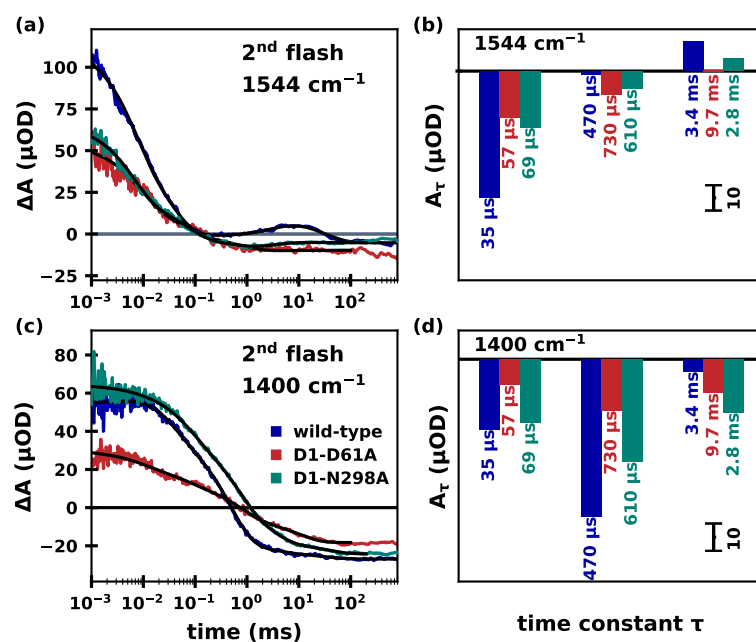 (a)
2nd flash
1544 cm−1
ΔA (μOD)
100
75
50
25
0
−25
10−3 10−2 10−1 100 101 102
(b)
1544 cm−1
Aτ (μOD)
35 μs
57 μs
69 μs
470 μs
730 μs
610 μs
3.4 ms
9.7 ms
2.8 ms
10
(c)
2nd flash
1400 cm−1
wild-type
D1-D61A
D1-N298A
ΔA (μOD)
80
60
40
20
0
−20
10−3 10−2 10−1 100 101 102
time (ms)
(d)
1400 cm−1
Aτ (μOD)
35 μs
57 μs
69 μs
470 μs
730 μs
610 μs
3.4 ms
9.7 ms
2.8 ms
10
time constant τ